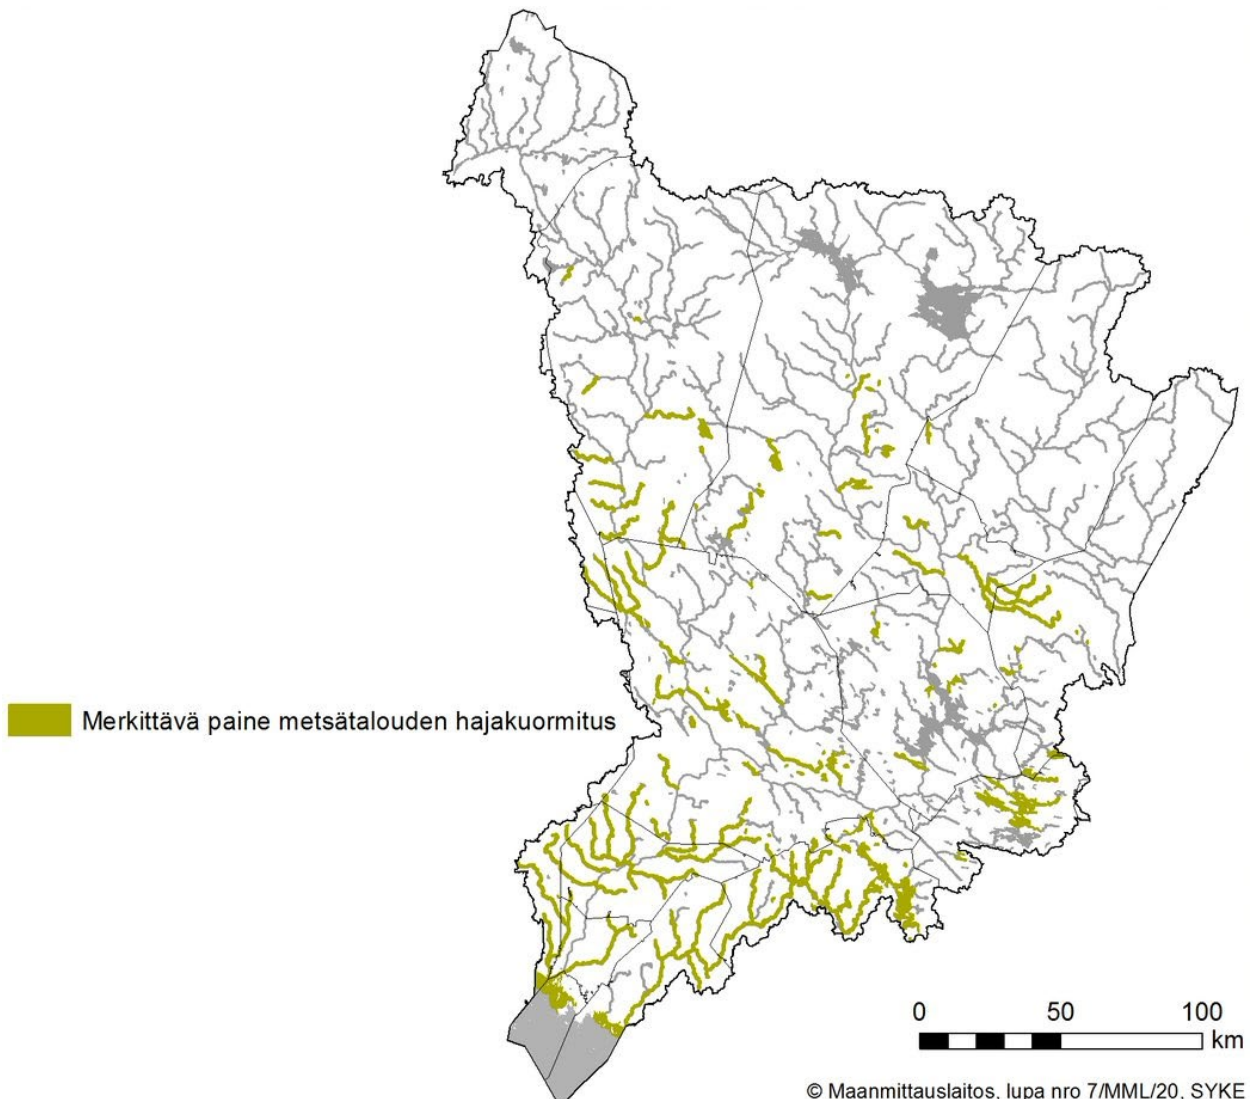 Merkittävä paine metsätalouden hajakuormitus
0 50 100
km
© Maanmittauslaitos, lupa nro 7/MML/20, SYKE